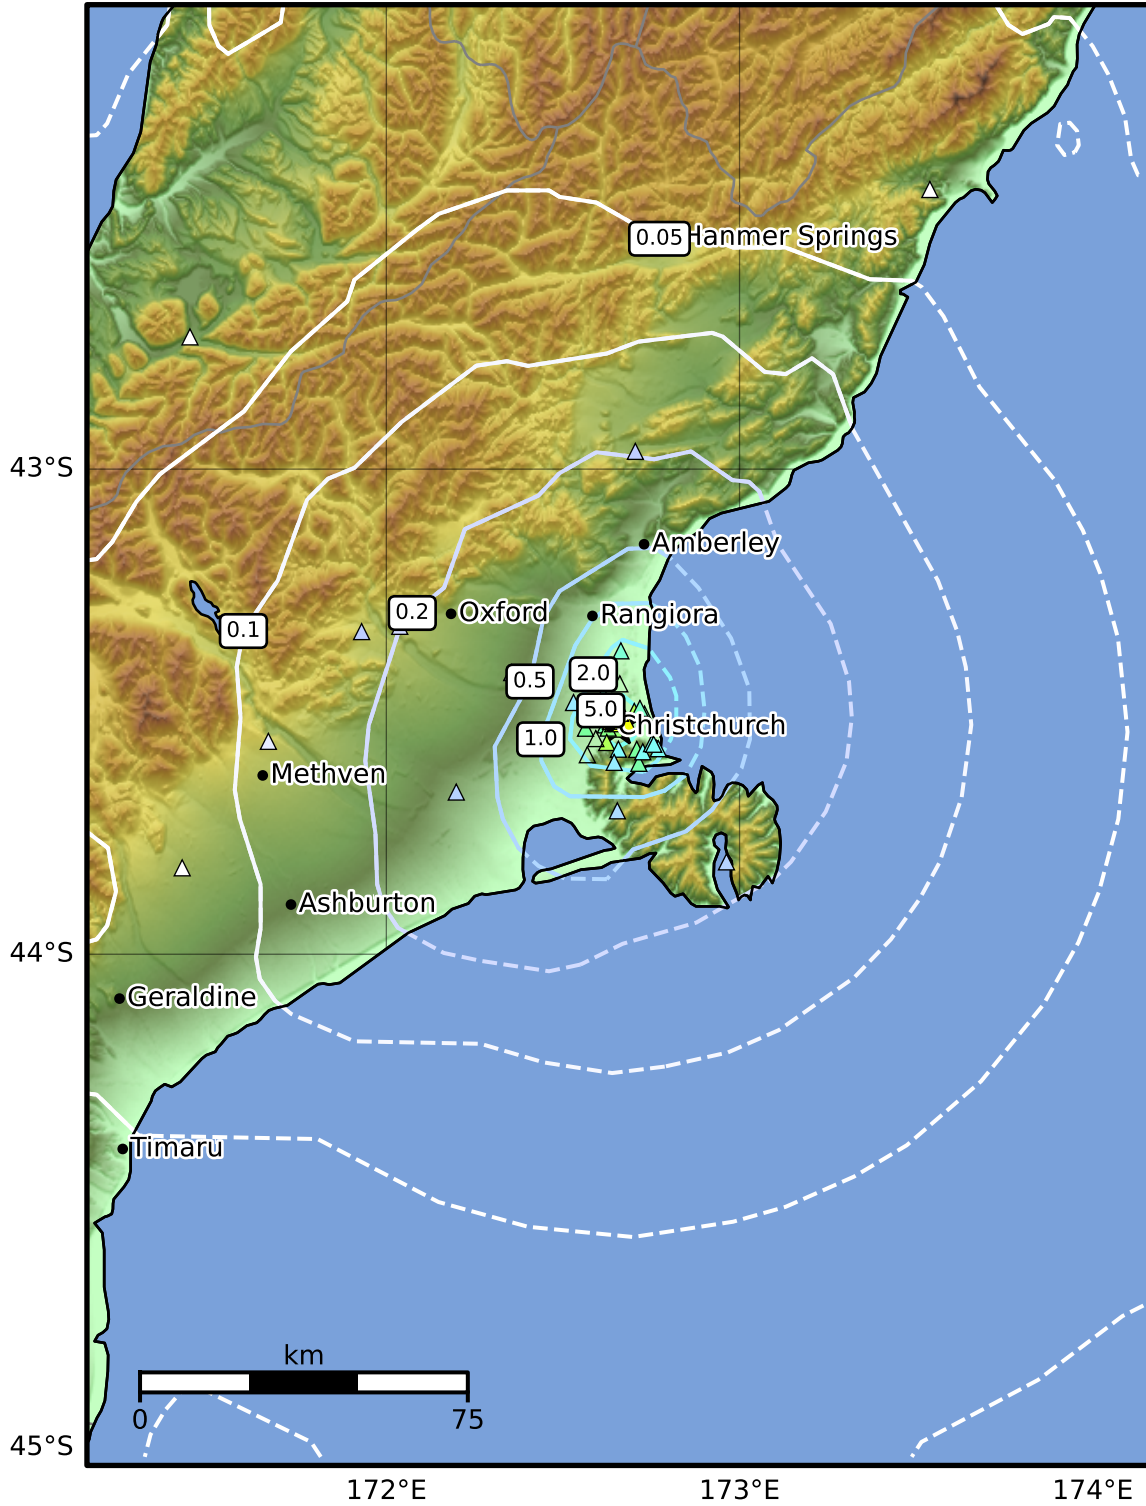 0.05
Hanmer Springs
43°S
Amberley
0.2
Oxford
Rangiora
0.1
0.5
2.0
5.0
Christchurch
1.0
Methven
Ashburton
44°S
Geraldine
Timaru
km
0
75
45°S
172°E
173°E
174°E